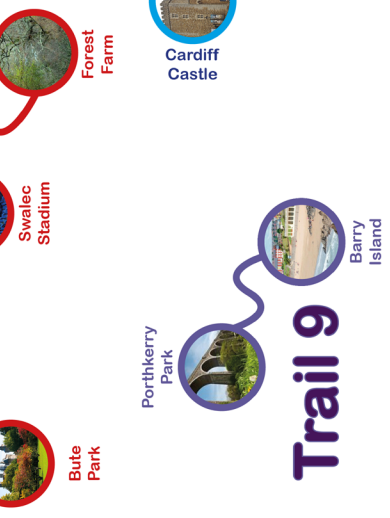 Forest
Farm
Cardiff
Castle
Swalec
Stadium
Barry
Island
Porthkerry
Park
Trail 9
Bute
Park